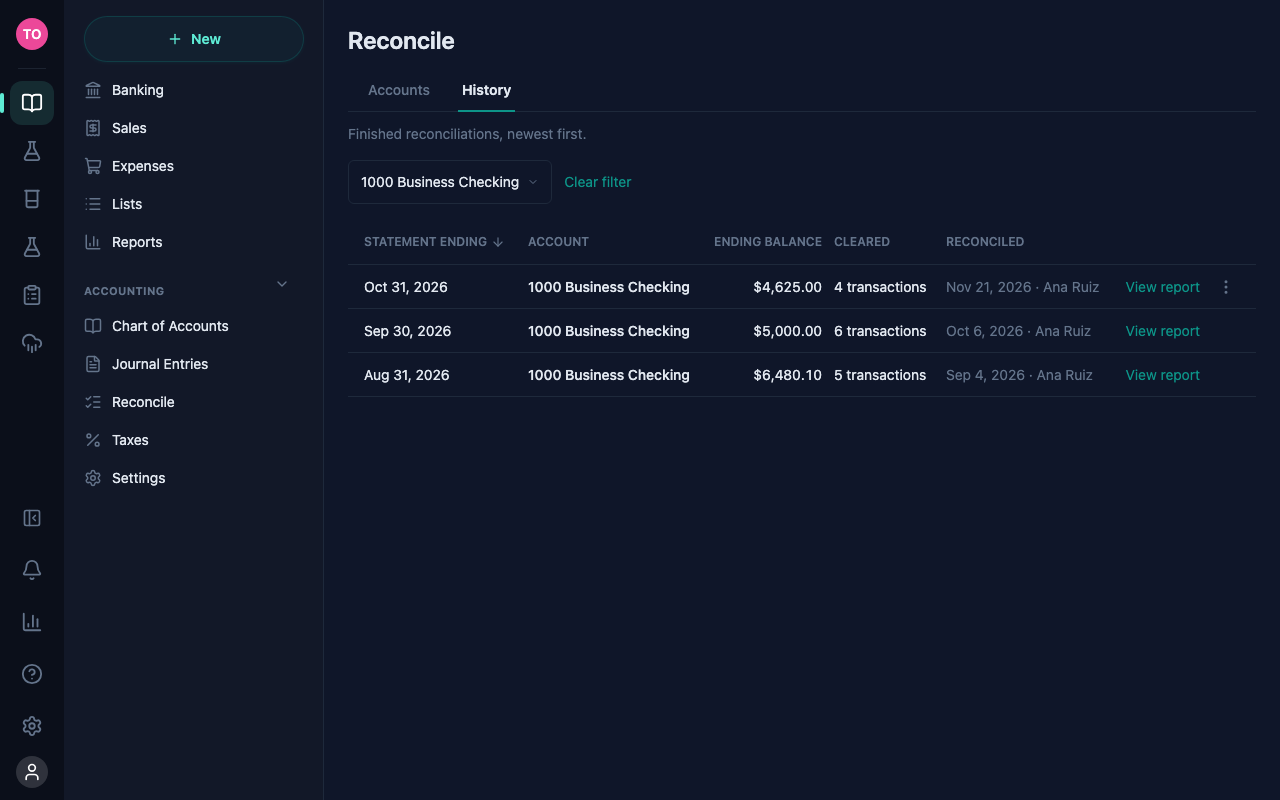 TO
New
Banking
Sales
Expenses
Lists
Reports
ACCOUNTING
Chart of Accounts
Journal Entries
Reconcile
Taxes
Settings
Reconcile
Accounts History
Finished reconciliations, newest first.
1000 Business Checking Clear filter
STATEMENT ENDING ACCOUNT ENDING BALANCE CLEARED RECONCILED
Oct 31, 2026 1000 Business Checking $4,625.00 4 transactions Nov 21, 2026 · Ana Ruiz View report
Sep 30, 2026 1000 Business Checking $5,000.00 6 transactions Oct 6, 2026 · Ana Ruiz View report
Aug 31, 2026 1000 Business Checking $6,480.10 5 transactions Sep 4, 2026 · Ana Ruiz View report